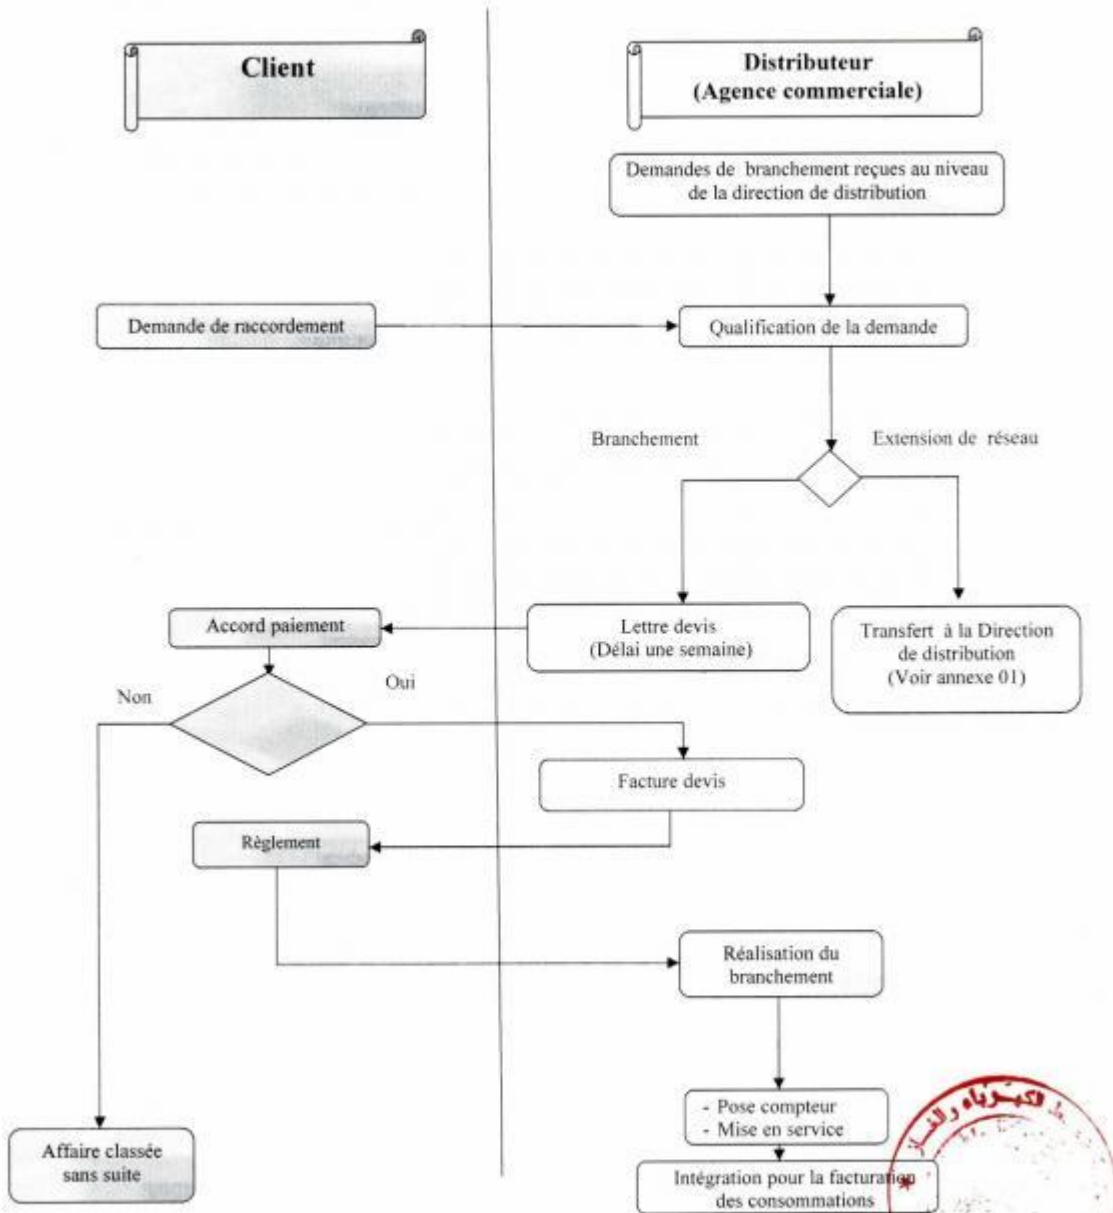 Client
Distributeur
(Agence commerciale)
Demandes de branchement reçues au niveau
de la direction de distribution
Demande de raccordement
Qualification de la demande
Branchement
Extension de réseau
Accord paiement
Lettre devis
(Délai une semaine)
Transfert à la Direction
de distribution
(Voir annexe 01)
Non
Oui
Facture devis
Règlement
Réalisation du
branchement
- Pose compteur
- Mise en service
Affaire classée
sans suite
Intégration pour la facturation
des consommations
الكهرباء والغاز